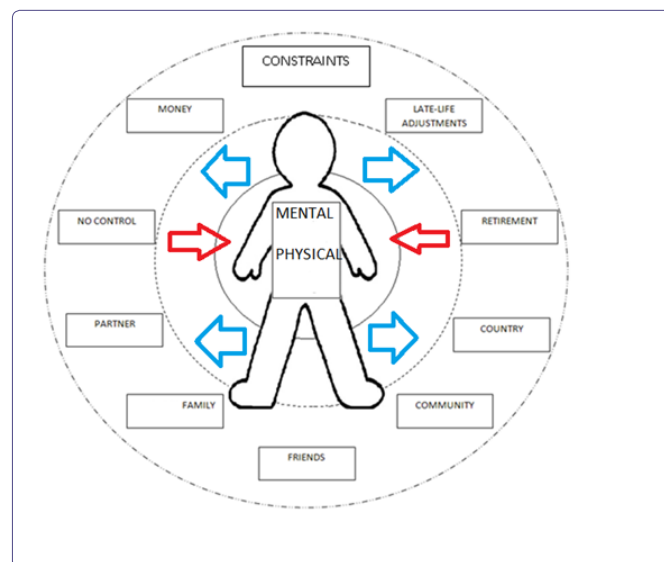 CONSTRAINTS
MONEY
LATE-LIFE
ADJUSTMENTS
MENTAL
NO CONTROL
RETIREMENT
PHYSICAL
PARTNER
COUNTRY
FAMILY
COMMUNITY
FRIENDS